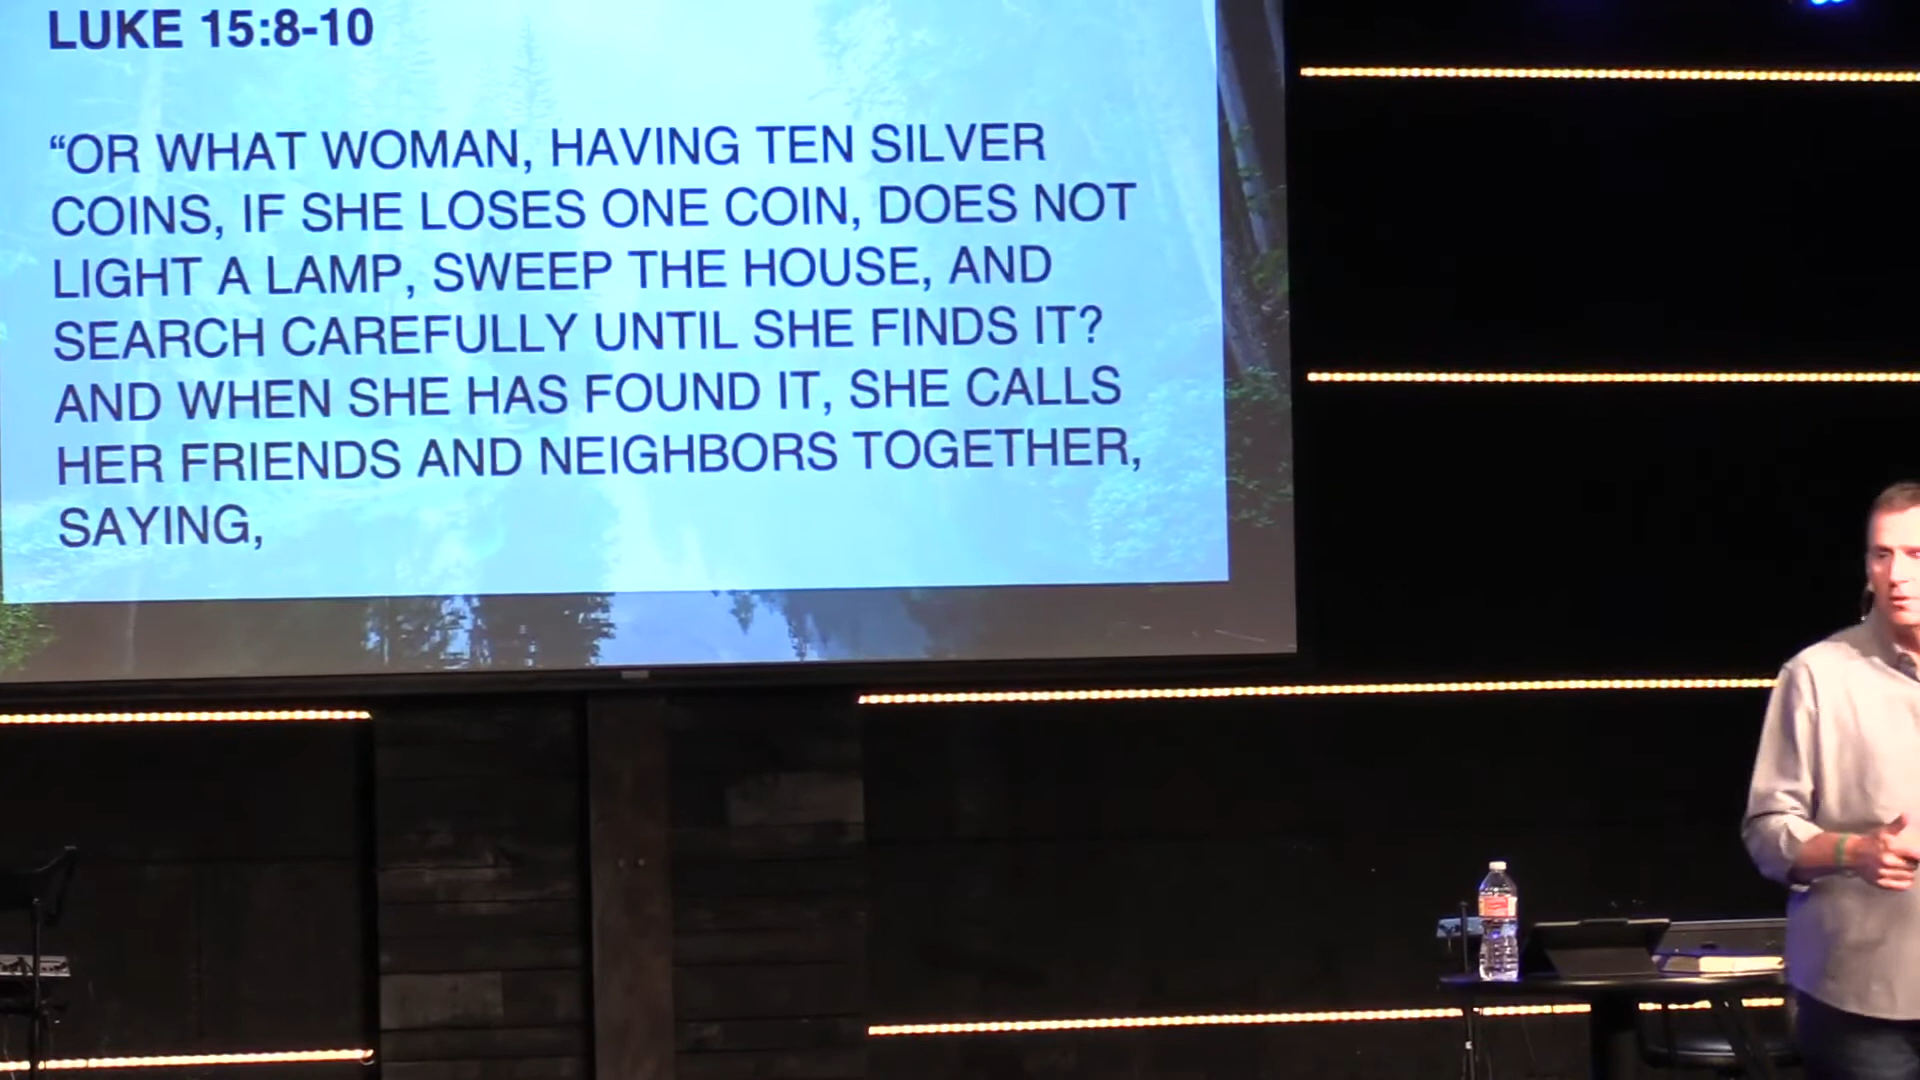 LUKE 15:8-10
“OR WHAT WOMAN, HAVING TEN SILVER
COINS, IF SHE LOSES ONE COIN, DOES NOT
LIGHT A LAMP, SWEEP THE HOUSE, AND
SEARCH CAREFULLY UNTIL SHE FINDS IT?
AND WHEN SHE HAS FOUND IT, SHE CALLS
HER FRIENDS AND NEIGHBORS TOGETHER,
SAYING,